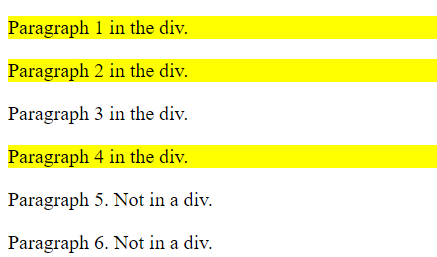 Paragraph 1 in the div.
Paragraph 2 in the div.
Paragraph 3 in the div.
Paragraph 4 in the div.
Paragraph 5. Not in a div.
Paragraph 6. Not in a div.